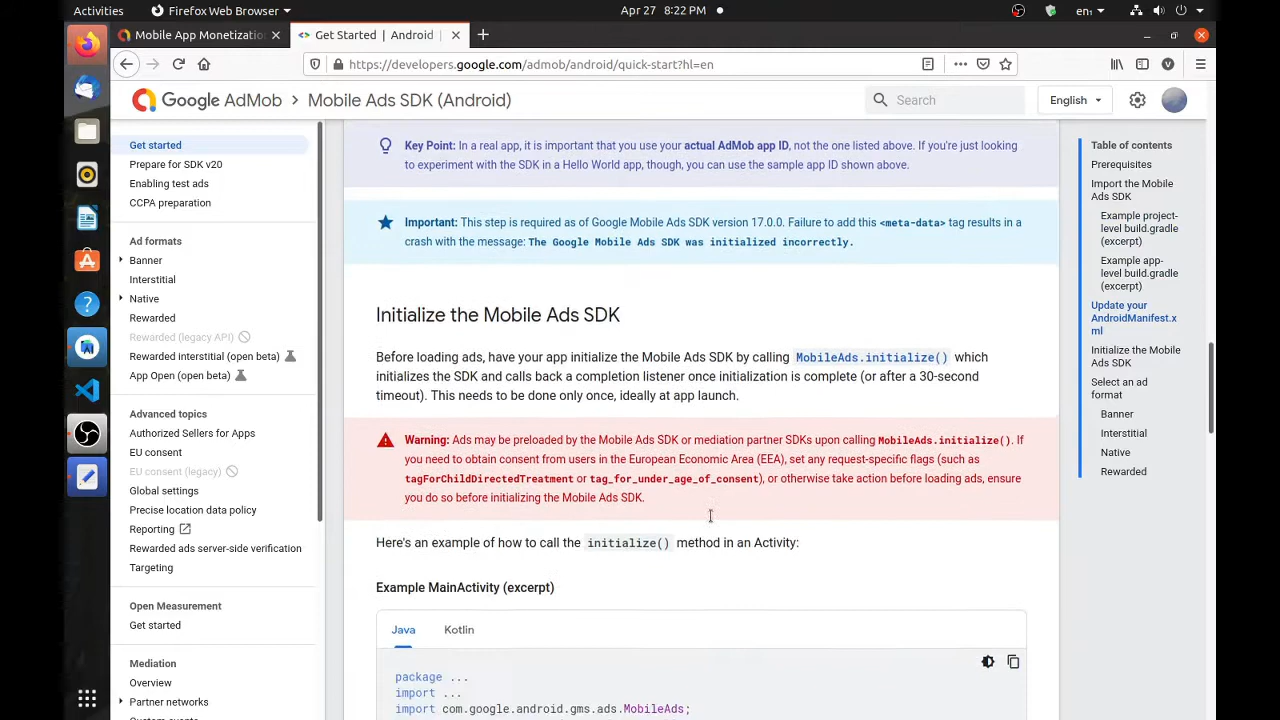 Activities
Firefox Web Browser
Apr 27 8:22 PM
en
Mobile App Monetizatio
Get Started | Android
https://developers.google.com/admob/android/quick-start?hl=en
Google AdMob
Mobile Ads SDK (Android)
Search
English
Get started
Prepare for SDK v20
Enabling test ads
CCPA preparation
Ad formats
Banner
Interstitial
Native
Rewarded
Rewarded (legacy API)
Rewarded interstitial (open beta)
App Open (open beta)
Advanced topics
Authorized Sellers for Apps
EU consent
EU consent (legacy)
Global settings
Precise location data policy
Reporting
Rewarded ads server-side verification
Targeting
Open Measurement
Get started
Mediation
Overview
Partner networks
Custom events
Key Point: In a real app, it is important that you use your actual AdMob app ID, not the one listed above. If you're just looking
to experiment with the SDK in a Hello World app, though, you can use the sample app ID shown above.
Important: This step is required as of Google Mobile Ads SDK version 17.0.0. Failure to add this <meta-data> tag results in a
crash with the message: The Google Mobile Ads SDK was initialized incorrectly.
Initialize the Mobile Ads SDK
Before loading ads, have your app initialize the Mobile Ads SDK by calling MobileAds.initialize() which
initializes the SDK and calls back a completion listener once initialization is complete (or after a 30-second
timeout). This needs to be done only once, ideally at app launch.
Warning: Ads may be preloaded by the Mobile Ads SDK or mediation partner SDKs upon calling MobileAds.initialize(). If
you need to obtain consent from users in the European Economic Area (EEA), set any request-specific flags (such as
tagForChildDirectedTreatment or tag_for_under_age_of_consent), or otherwise take action before loading ads, ensure
you do so before initializing the Mobile Ads SDK.
Here's an example of how to call the initialize() method in an Activity:
Example MainActivity (excerpt)
Java
Kotlin
package ...
import ...
import com.google.android.gms.ads.MobileAds;
Table of contents
Prerequisites
Import the Mobile
Ads SDK
Example project-
level build.gradle
(excerpt)
Example app-
level build.gradle
(excerpt)
Update your
AndroidManifest.x
ml
Initialize the Mobile
Ads SDK
Select an ad
format
Banner
Interstitial
Native
Rewarded